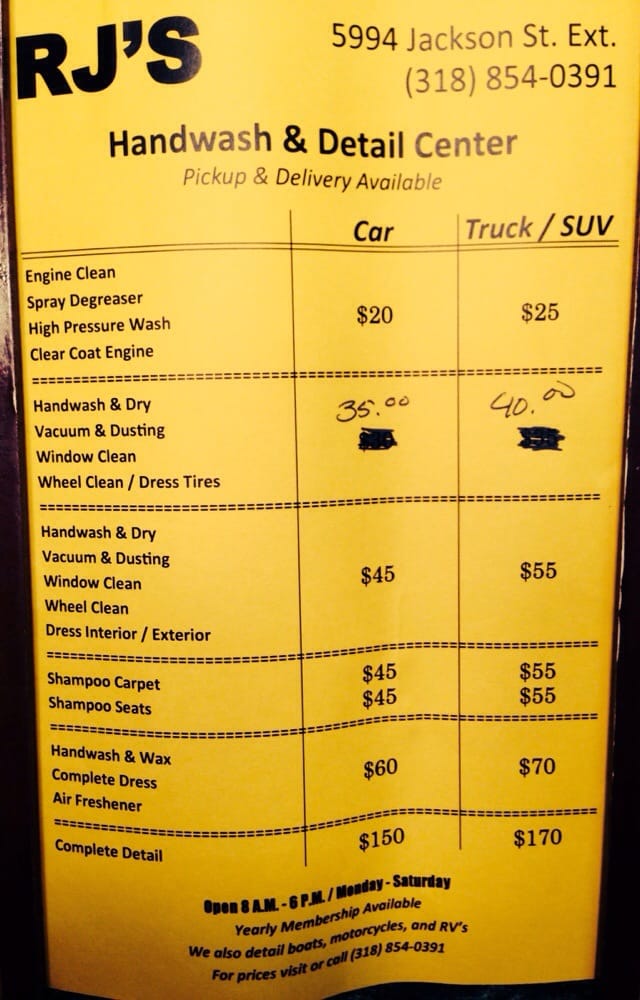 RJ'S
5994 Jackson St. Ext.
(318) 854-0391
Handwash & Detail Center
Pickup & Delivery Available
Car Truck / SUV
Engine Clean
Spray Degreaser
High Pressure Wash
Clear Coat Engine
$20 $25
===
Handwash & Dry
Vacuum & Dusting
Window Clean
Wheel Clean / Dress Tires
35.00 40.00
===
Handwash & Dry
Vacuum & Dusting
Window Clean
Wheel Clean
Dress Interior / Exterior
$45 $55
===
Shampoo Carpet $45 $55
Shampoo Seats $45 $55
===
Handwash & Wax
Complete Dress
Air Freshener
$60 $70
===
Complete Detail $150 $170
Open 8 A.M. - 6 P.M. / Monday - Saturday
Yearly Membership Available
We also detail boats, motorcycles, and RV's
For prices visit or call (318) 854-0391